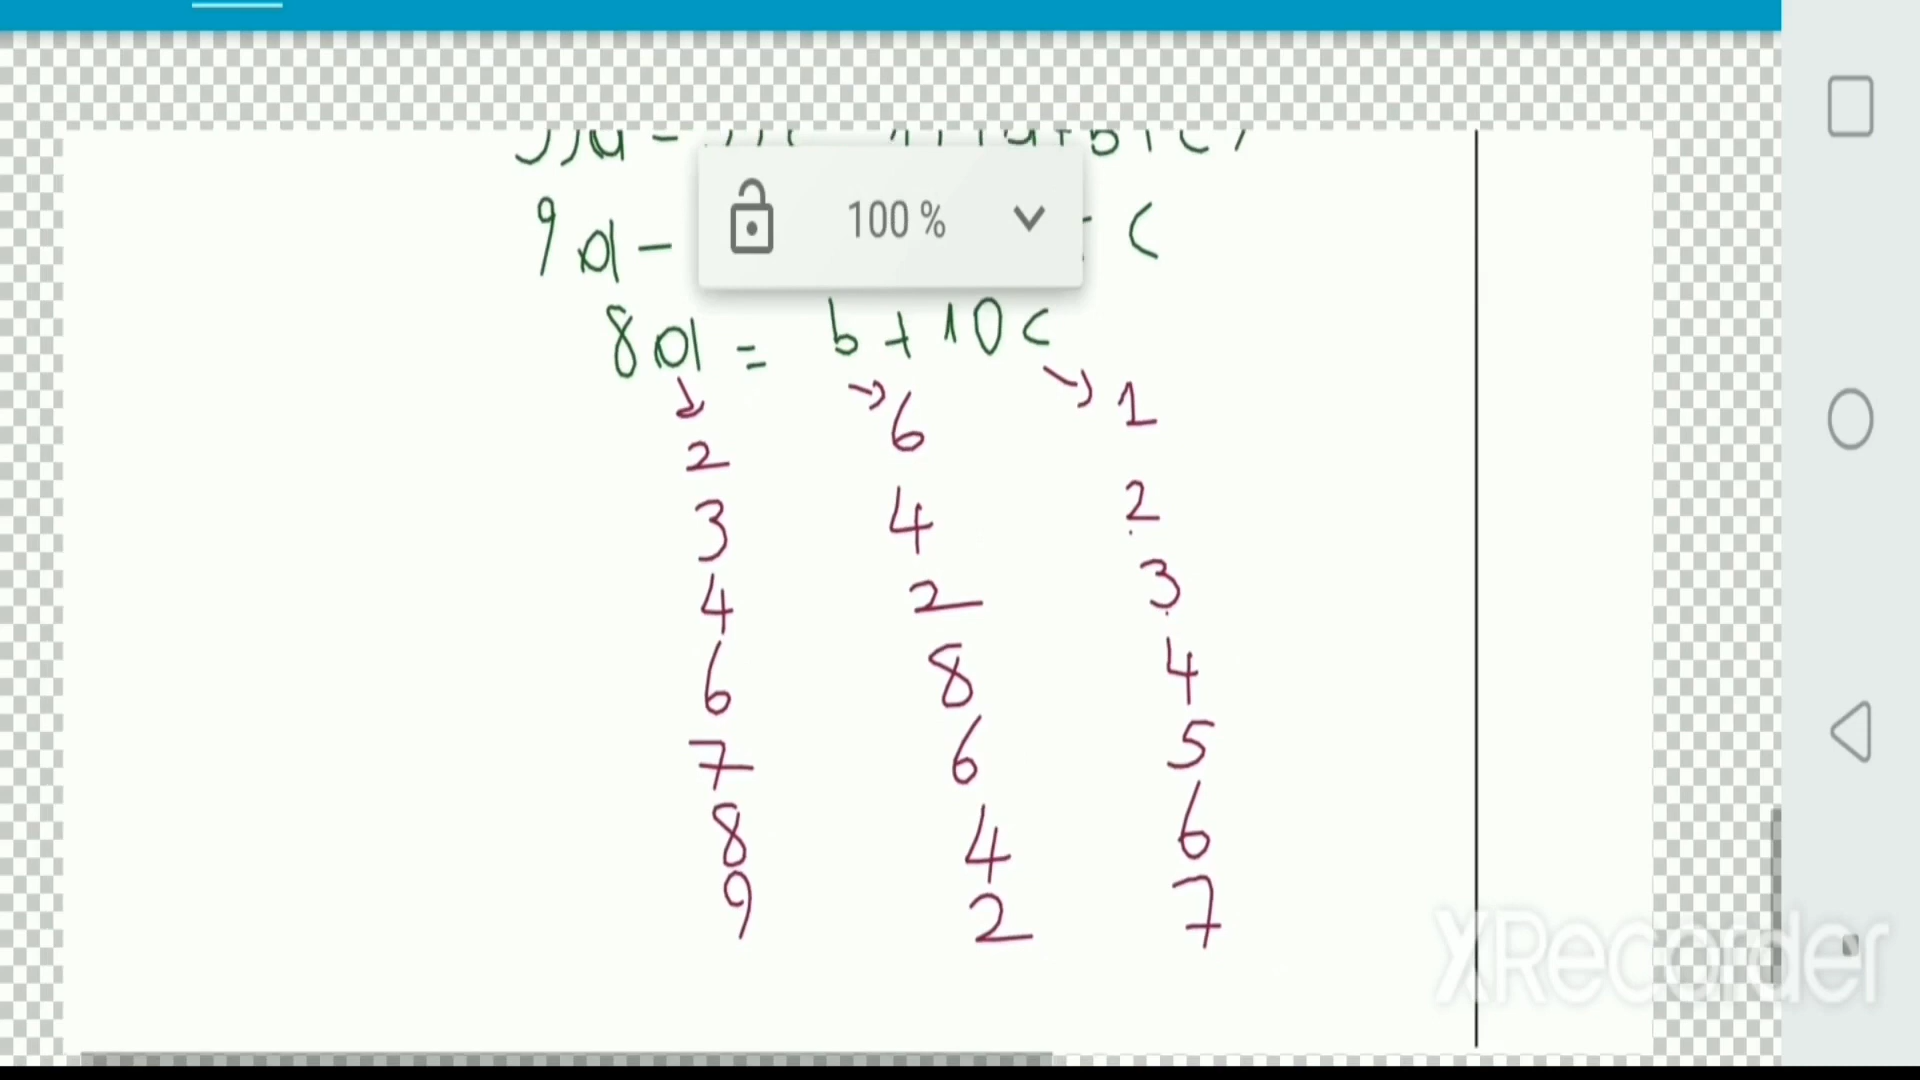 9a - = c
100 %
8a = b + 10c
2 6 1
3 4 2
4 2 3
6 8 4
7 6 5
8 4 6
9 2 7
XRecorder